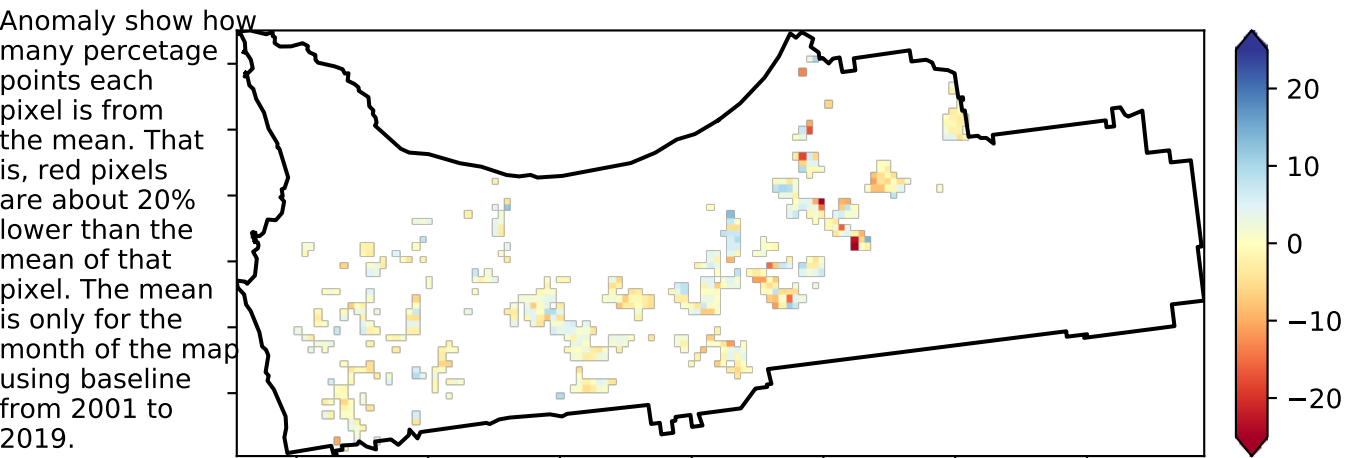 Anomaly show how
many percetage
points each
pixel is from
the mean. That
is, red pixels
are about 20%
lower than the
mean of that
pixel. The mean
is only for the
month of the map
using baseline
from 2001 to
2019.
20
10
0
−10
−20